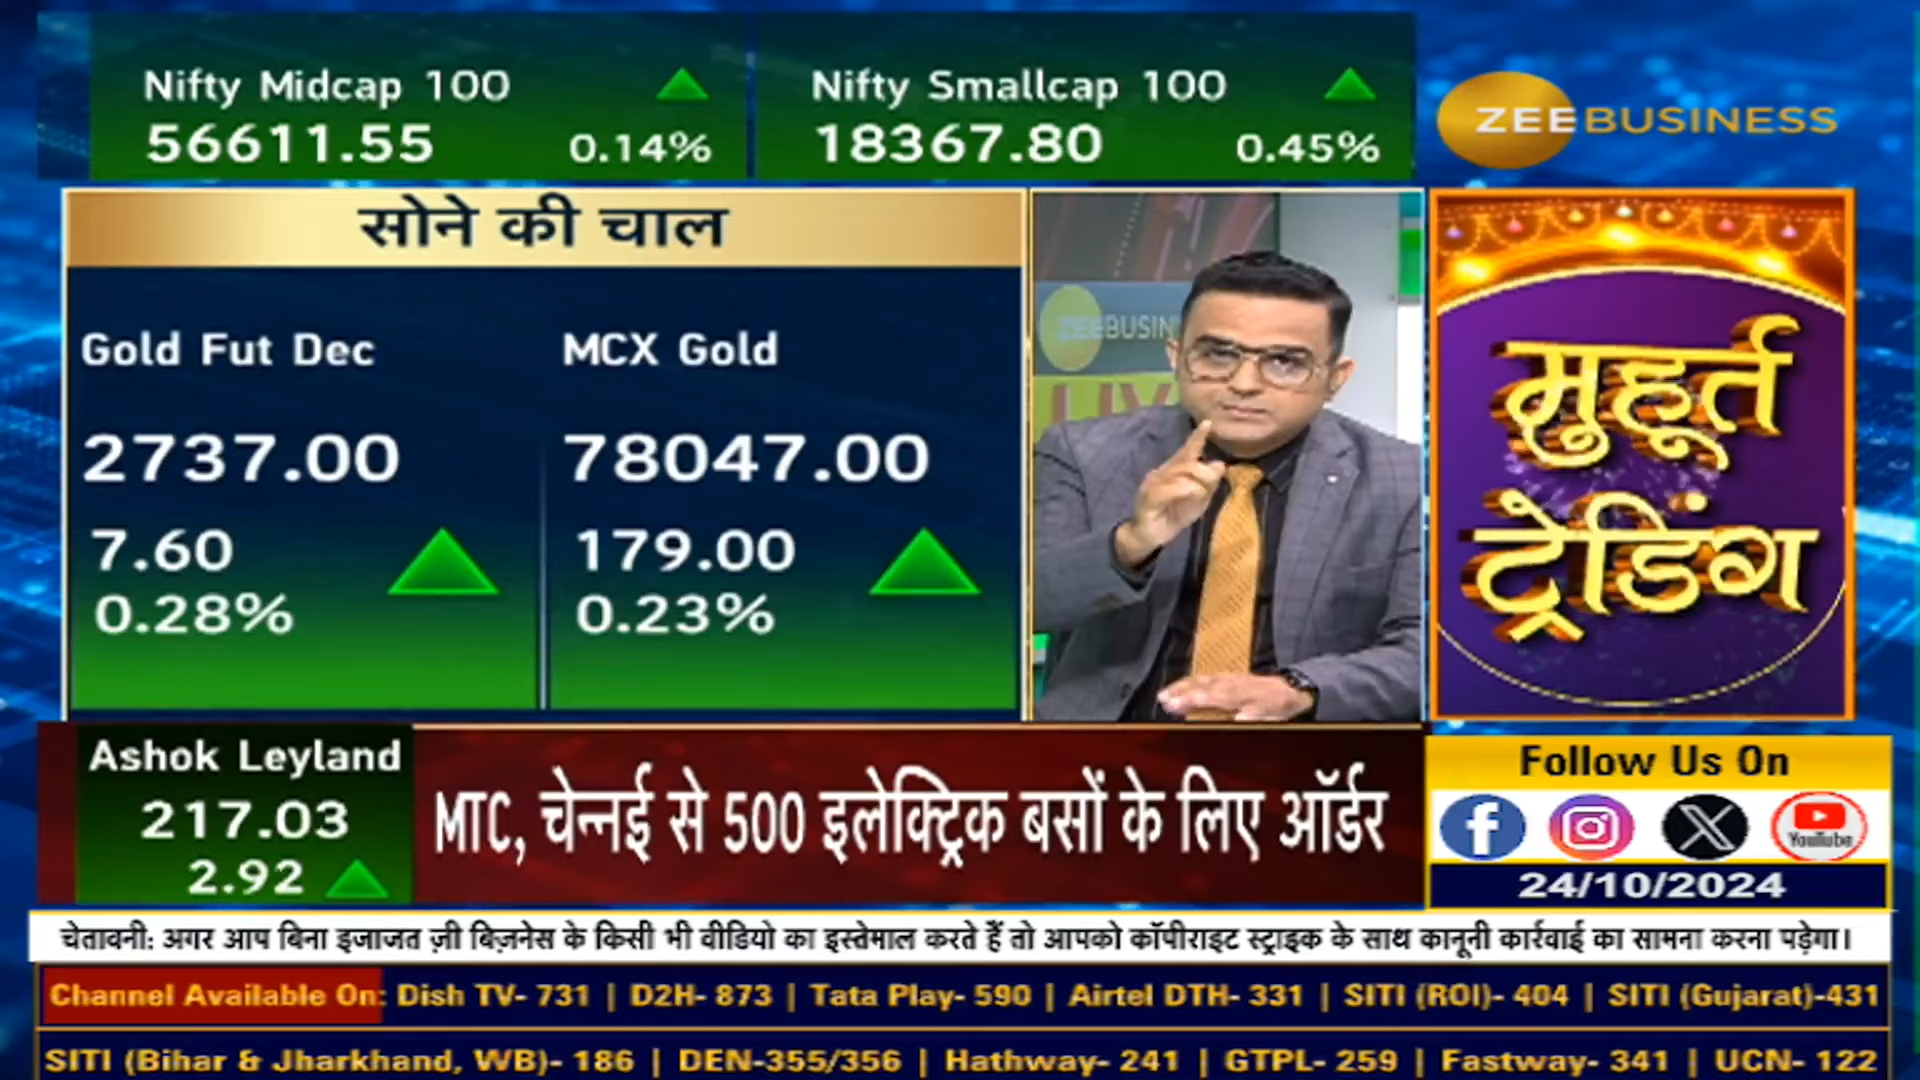 Nifty Midcap 100
56611.55 0.14%
Nifty Smallcap 100
18367.80 0.45%
ZEEBUSINESS
सोने की चाल
Gold Fut Dec
2737.00
7.60
0.28%
MCX Gold
78047.00
179.00
0.23%
ZEEBUSIN
LIV
मुहूर्त
ट्रेडिंग
Ashok Leyland
217.03
2.92
MTC, चेन्नई से 500 इलेक्ट्रिक बसों के लिए ऑर्डर
Follow Us On
YouTube
24/10/2024
चेतावनी: अगर आप बिना इजाजत ज़ी बिज़नेस के किसी भी वीडियो का इस्तेमाल करते हैं तो आपको कॉपीराइट स्ट्राइक के साथ कानूनी कार्रवाई का सामना करना पड़ेगा।
Channel Available On: Dish TV- 731 | D2H- 873 | Tata Play- 590 | Airtel DTH- 331 | SITI (ROI)- 404 | SITI (Gujarat)-431
SITI (Bihar & Jharkhand, WB)- 186 | DEN-355/356 | Hathway- 241 | GTPL- 259 | Fastway- 341 | UCN- 122